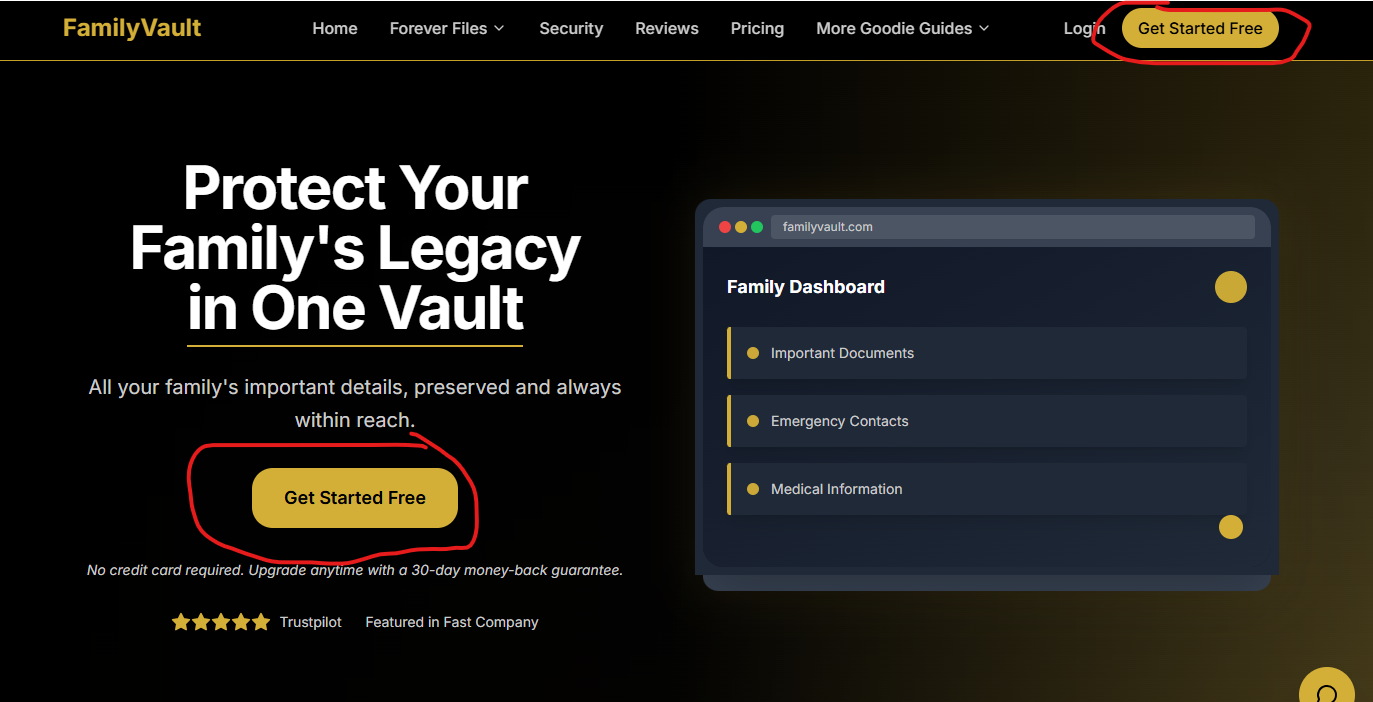 FamilyVault
Home
Forever Files
Security
Reviews
Pricing
More Goodie Guides
Login
Get Started Free
Protect Your
Family's Legacy
in One Vault
All your family's important details, preserved and always
within reach.
Get Started Free
No credit card required. Upgrade anytime with a 30-day money-back guarantee.
Trustpilot
Featured in Fast Company
familyvault.com
Family Dashboard
Important Documents
Emergency Contacts
Medical Information